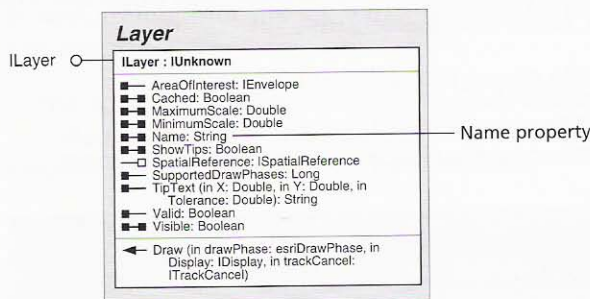 Layer
ILayer
ILayer : IUnknown
AreaOfInterest: IEnvelope
Cached: Boolean
MaximumScale: Double
MinimumScale: Double
Name: String
Name property
ShowTips: Boolean
SpatialReference: ISpatialReference
SupportedDrawPhases: Long
TipText (in X: Double, in Y: Double, in
Tolerance: Double): String
Valid: Boolean
Visible: Boolean
Draw (in drawPhase: esriDrawPhase, in
Display: IDisplay, in trackCancel:
ITrackCancel)